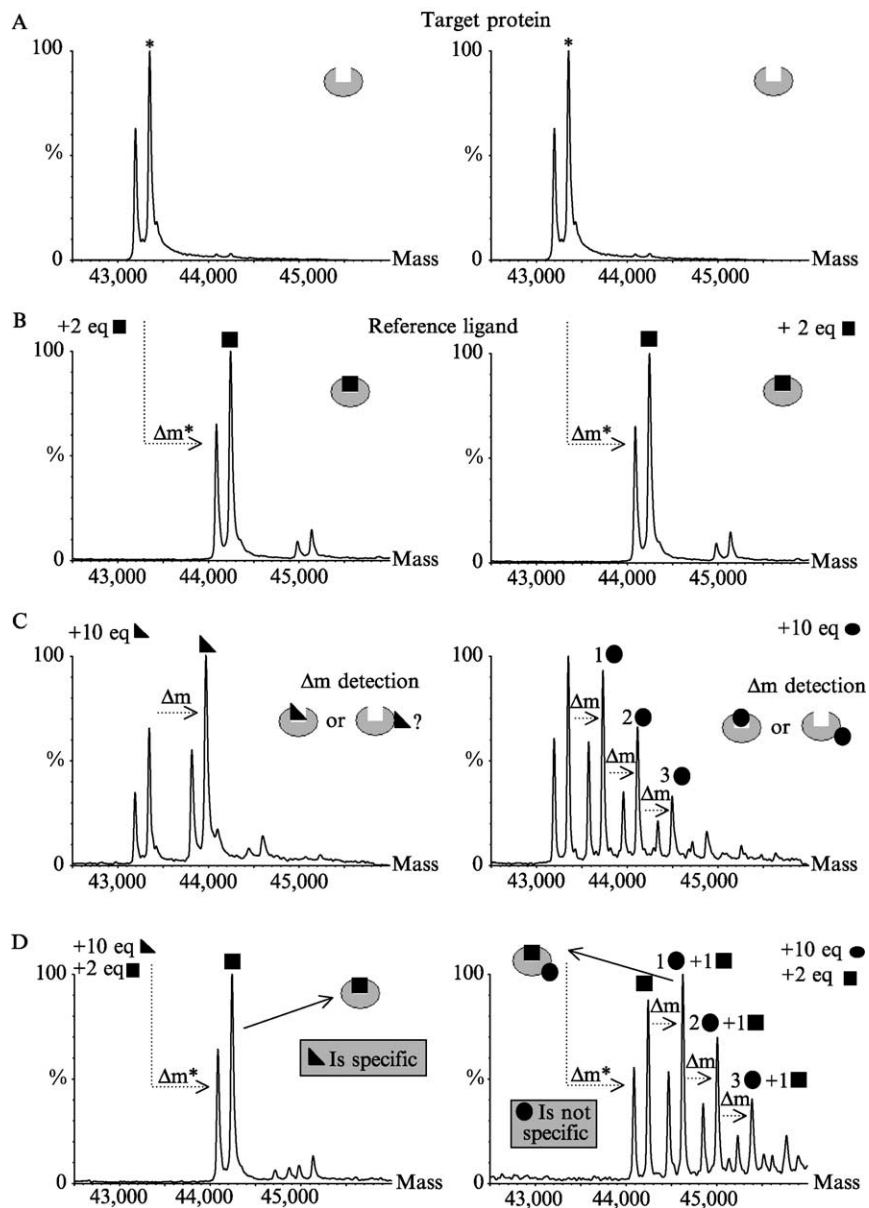 A
Target protein
*
*
100
%
0
43,000 44,000 45,000 Mass
100
%
0
43,000 44,000 45,000 Mass
B
+2 eq
Reference ligand
+ 2 eq
100
Δm*
%
0
43,000 44,000 45,000 Mass
100
Δm*
%
0
43,000 44,000 45,000 Mass
C
+10 eq
100
Δm
Δm detection
or ?
%
0
43,000 44,000 45,000 Mass
+10 eq
100
1
Δm
2
Δm
3
Δm
Δm detection
or
%
0
43,000 44,000 45,000 Mass
D
+10 eq
+2 eq
100
Is specific
Δm*
%
0
43,000 44,000 45,000 Mass
+10 eq
+2 eq
1 +1
100
Δm
2 +1
Δm
3 +1
Δm
Δm*
%
Is not
specific
0
43,000 44,000 45,000 Mass